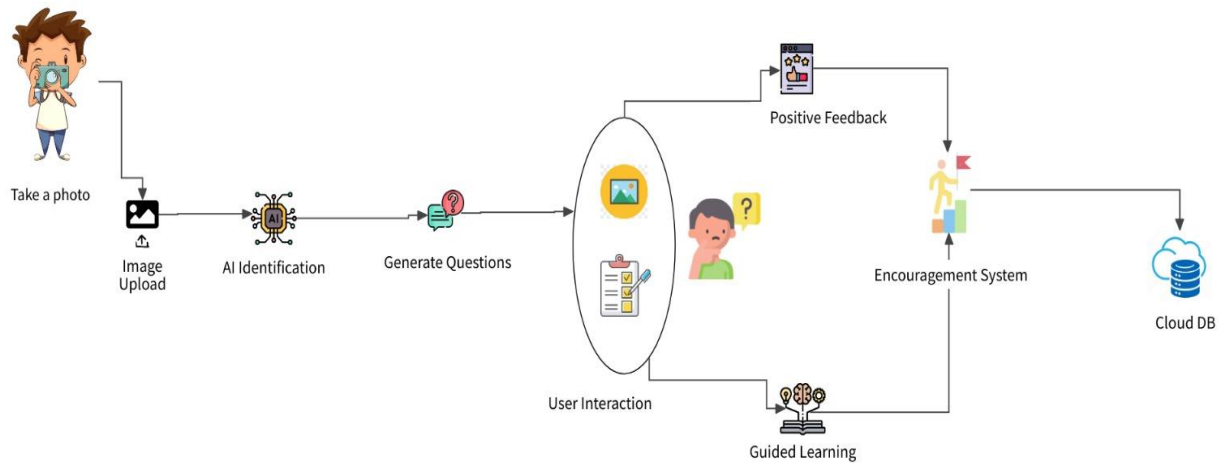 Take a photo
Image
Upload
AI
AI Identification
?
Generate Questions
?
User Interaction
Positive Feedback
Guided Learning
Encouragement System
Cloud DB